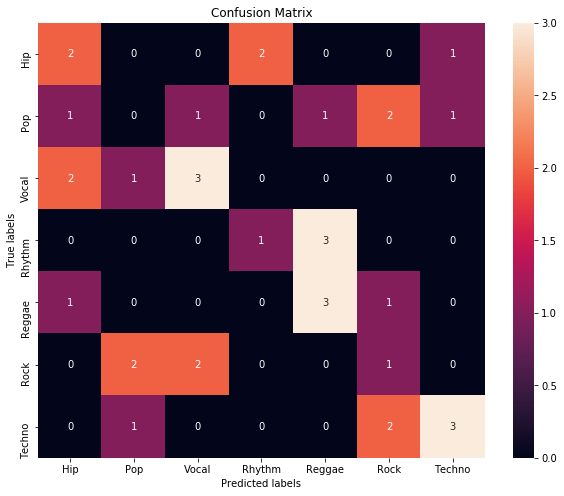 Confusion Matrix
Hip 2 0 0 2 0 0 1
Pop 1 0 1 0 1 2 1
Vocal 2 1 3 0 0 0 0
Rhythm 0 0 0 1 3 0 0
Reggae 1 0 0 0 3 1 0
Rock 0 2 2 0 0 1 0
Techno 0 1 0 0 0 2 3
Hip Pop Vocal Rhythm Reggae Rock Techno
Predicted labels
True labels
3.0
2.5
2.0
1.5
1.0
0.5
0.0